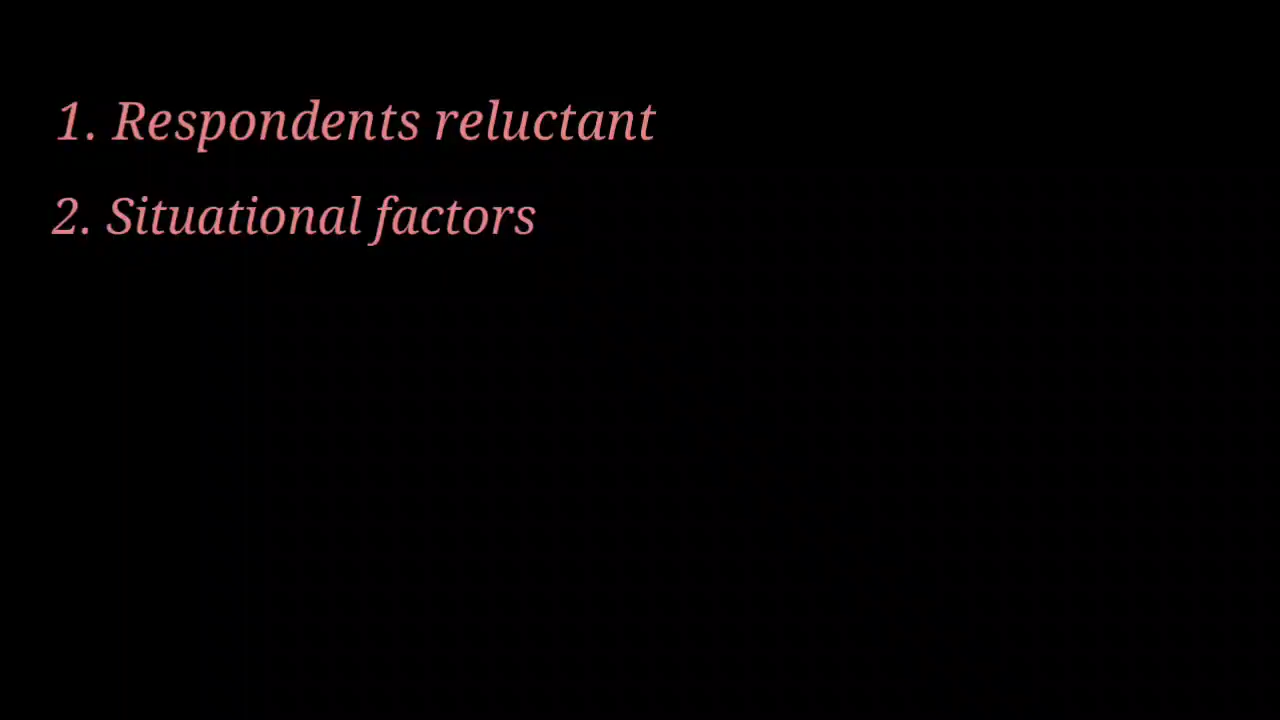 1. Respondents reluctant
2. Situational factors